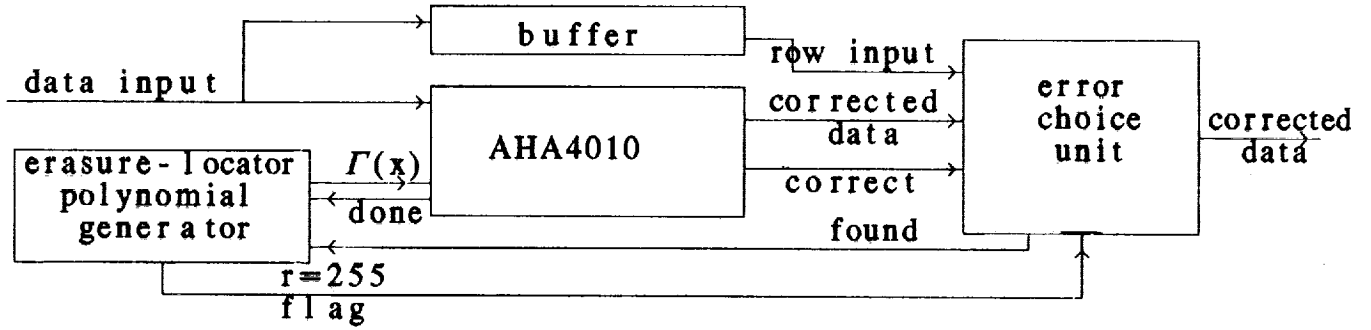 buffer
row input
data input
error
choice
unit
corrected
data
AHA4010
corrected
data
erasure-locator
polynomial
generator
Γ(x)
done
correct
found
r=255
flag